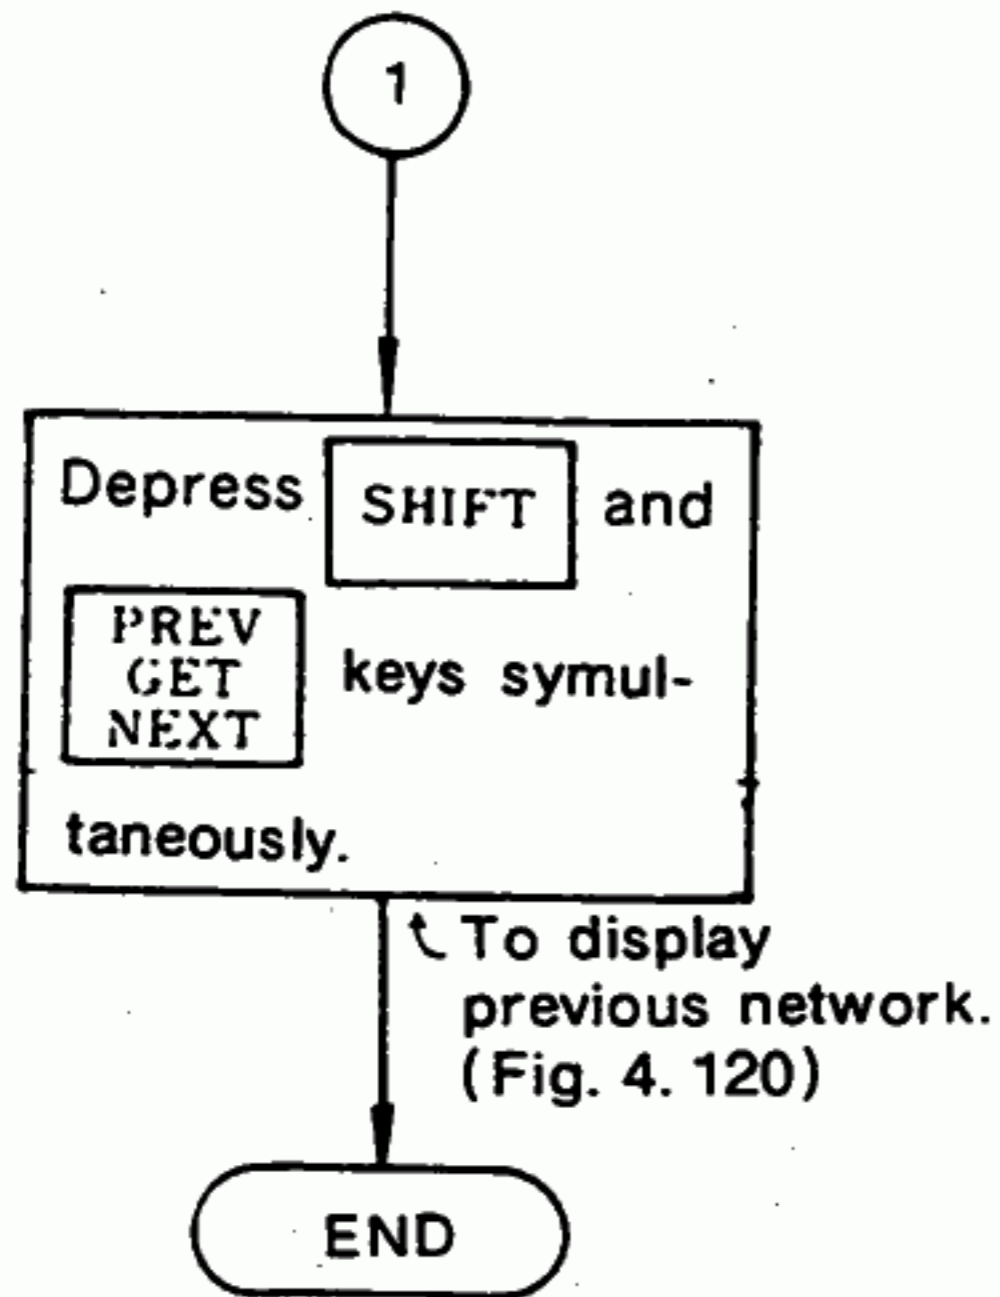 1
Depress SHIFT and
PREV
GET
NEXT
keys symul-
taneously.
To display
previous network.
(Fig. 4. 120)
END